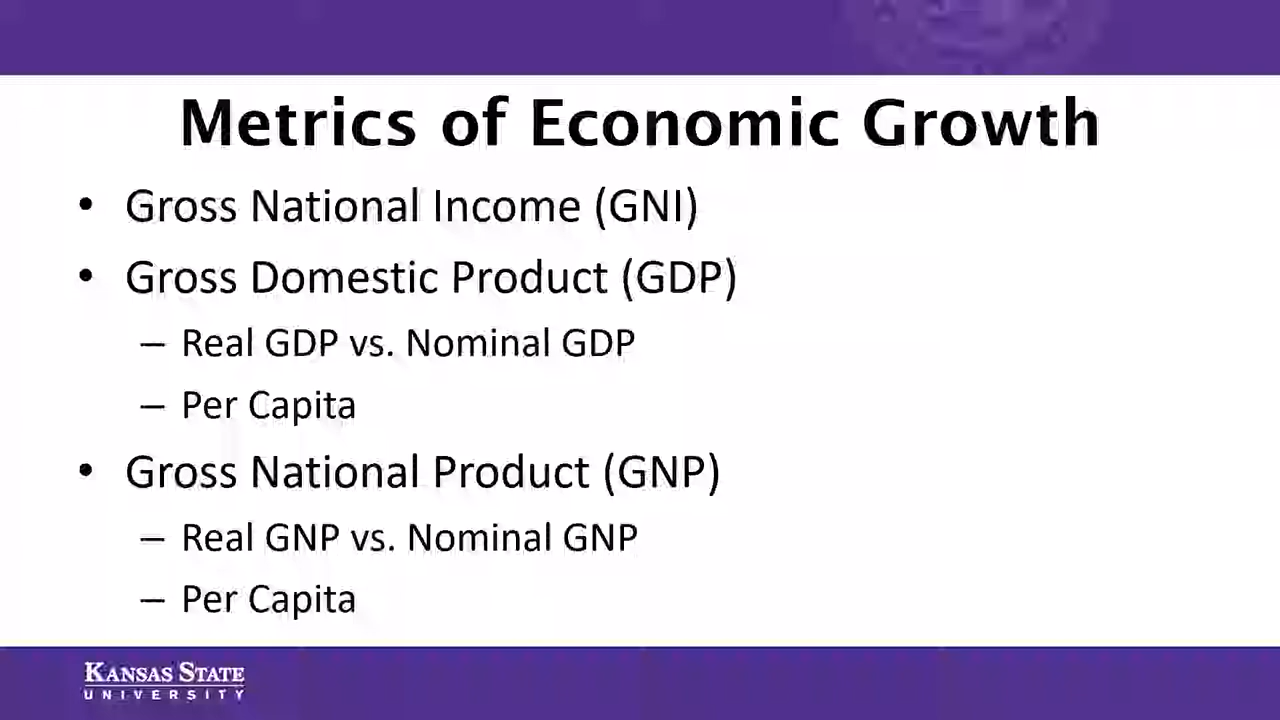 Metrics of Economic Growth
• Gross National Income (GNI)
• Gross Domestic Product (GDP)
– Real GDP vs. Nominal GDP
– Per Capita
• Gross National Product (GNP)
– Real GNP vs. Nominal GNP
– Per Capita
KANSAS STATE
UNIVERSITY